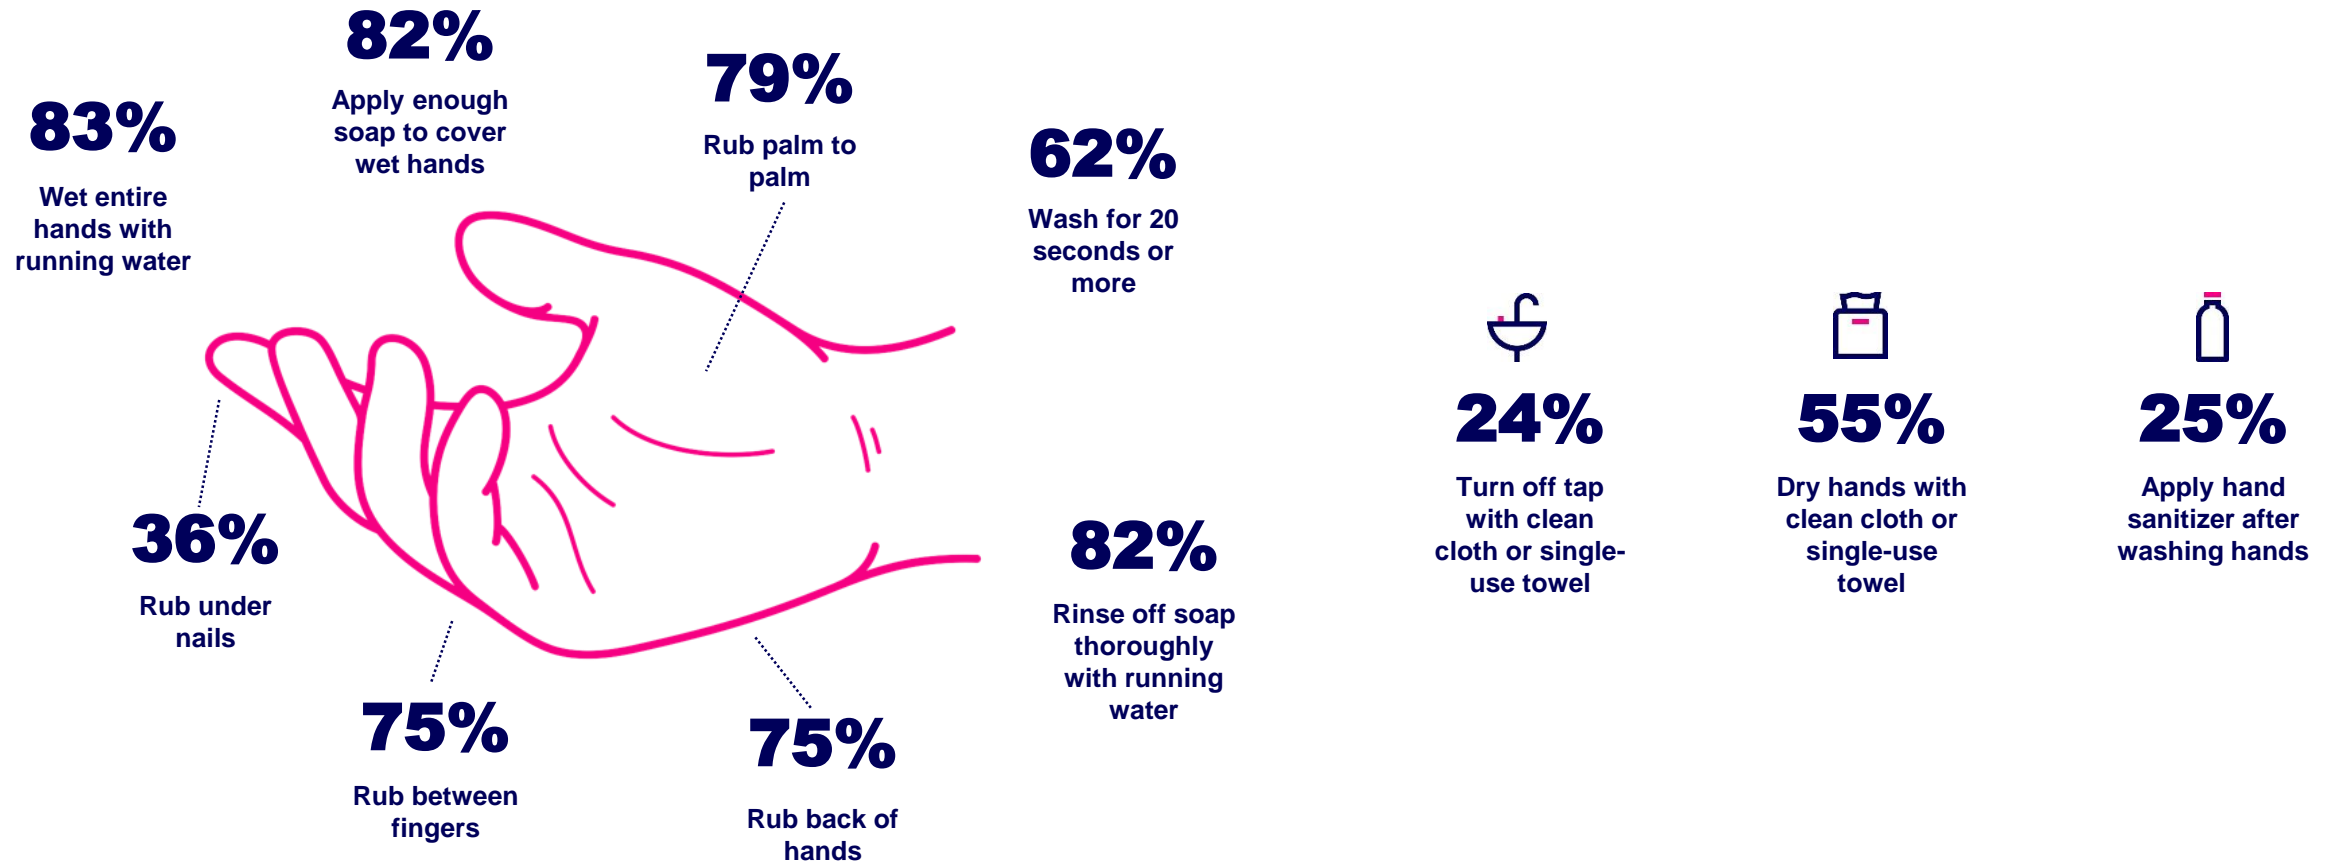 83%
Wet entire
hands with
running water
82%
Apply enough
soap to cover
wet hands
79%
Rub palm to
palm
62%
Wash for 20
seconds or
more
36%
Rub under
nails
75%
Rub between
fingers
75%
Rub back of
hands
82%
Rinse off soap
thoroughly
with running
water
24%
Turn off tap
with clean
cloth or single-
use towel
55%
Dry hands with
clean cloth or
single-use
towel
25%
Apply hand
sanitizer after
washing hands